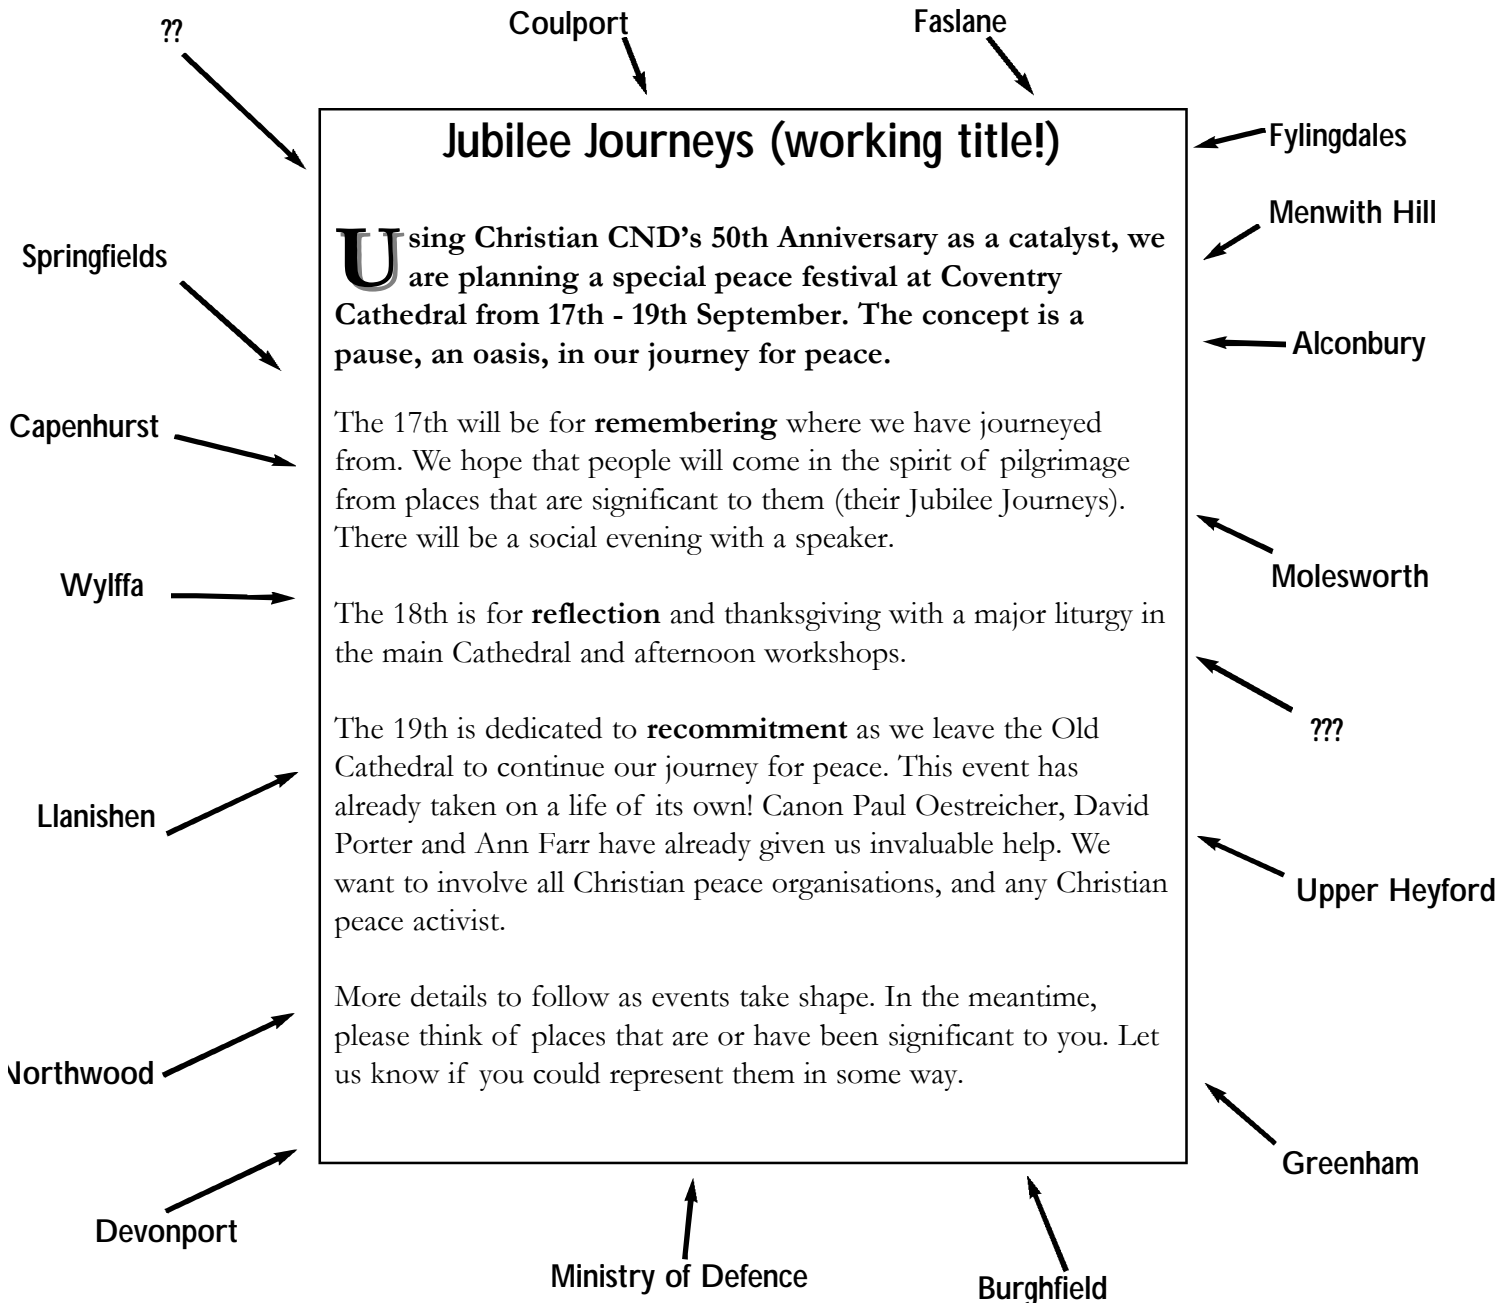 ??
Coulport
Faslane
Fylingdales
Menwith Hill
Alconbury
Springfields
Capenhurst
Wylffa
Llanishen
Northwood
Devonport
Jubilee Journeys (working title!)
Using Christian CND's 50th Anniversary as a catalyst, we
are planning a special peace festival at Coventry
Cathedral from 17th - 19th September. The concept is a
pause, an oasis, in our journey for peace.
The 17th will be for remembering where we have journeyed
from. We hope that people will come in the spirit of pilgrimage
from places that are significant to them (their Jubilee Journeys).
There will be a social evening with a speaker.
The 18th is for reflection and thanksgiving with a major liturgy in
the main Cathedral and afternoon workshops.
The 19th is dedicated to recommitment as we leave the Old
Cathedral to continue our journey for peace. This event has
already taken on a life of its own! Canon Paul Oestreicher, David
Porter and Ann Farr have already given us invaluable help. We
want to involve all Christian peace organisations, and any Christian
peace activist.
More details to follow as events take shape. In the meantime,
please think of places that are or have been significant to you. Let
us know if you could represent them in some way.
Molesworth
???
Upper Heyford
Greenham
Ministry of Defence
Burghfield